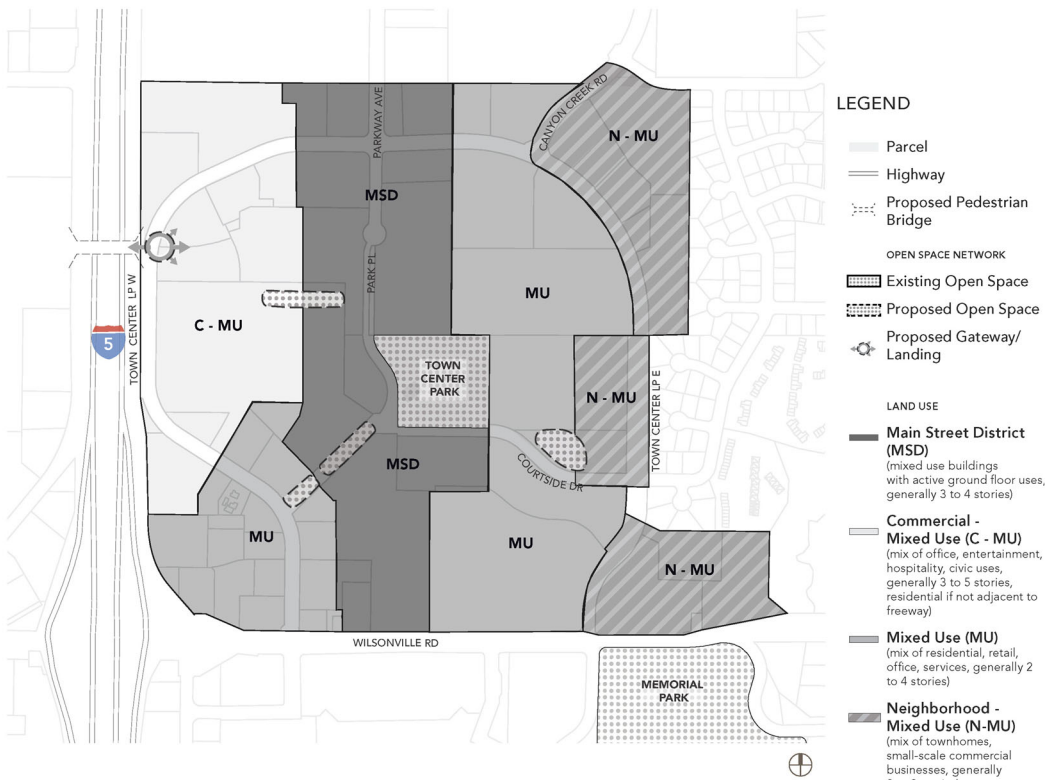 CANYON CREEK RD
PARKWAY AVE
N - MU
MSD
TOWN CENTER LP W
PARK PL
MU
C - MU
5
TOWN
CENTER
PARK
N - MU
TOWN CENTER LP E
MSD
COURTSIDE DR
MU
MU
N - MU
WILSONVILLE RD
MEMORIAL
PARK
LEGEND
Parcel
Highway
Proposed Pedestrian
Bridge
OPEN SPACE NETWORK
Existing Open Space
Proposed Open Space
Proposed Gateway/
Landing
LAND USE
Main Street District
(MSD)
(mixed use buildings
with active ground floor uses,
generally 3 to 4 stories)
Commercial -
Mixed Use (C - MU)
(mix of office, entertainment,
hospitality, civic uses,
generally 3 to 5 stories,
residential if not adjacent to
freeway)
Mixed Use (MU)
(mix of residential, retail,
office, services, generally 2
to 4 stories)
Neighborhood -
Mixed Use (N-MU)
(mix of townhomes,
small-scale commercial
businesses, generally